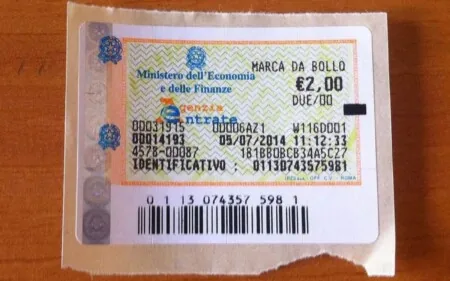 MARCA DA BOLLO
Ministero dell'Economia
e delle Finanze
€2,00
DUE/00
Agenzia
Entrate
00031915 00006AZ1 W116D001
00014193 05/07/2014 11:12:33
4578-00087 181BBDBCB34A5C27
IDENTIFICATIVO : 01130743575981
0 1 13 074357 598 1